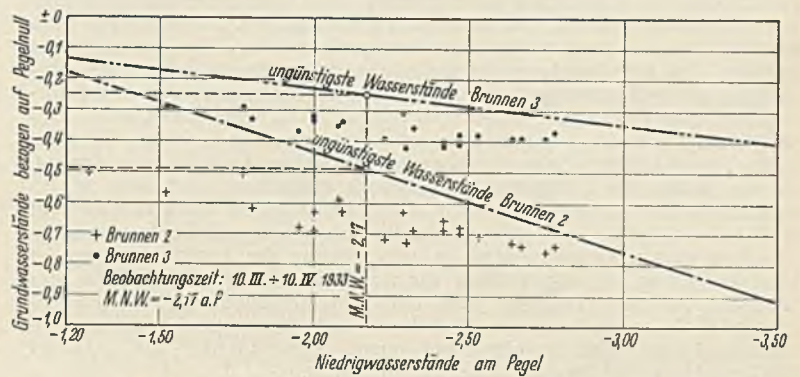 ± 0
-0,1
-0,2
-0,3
-0,4
-0,5
-0,6
-0,7
-0,8
-0,9
-1,0
Grundwasserstände bezogen auf Pegelnull
ungünstigste Wasserstände Brunnen 3
ungünstigste Wasserstände Brunnen 2
+ Brunnen 2
• Brunnen 3
Beobachtungszeit: 10.III.÷10.IV. 1933
M.N.W.= -2,17 a.P
M.N.W.= -2,17
-1,20 -1,50 -2,00 -2,50 -3,00 -3,50
Niedrigwasserstände am Pegel